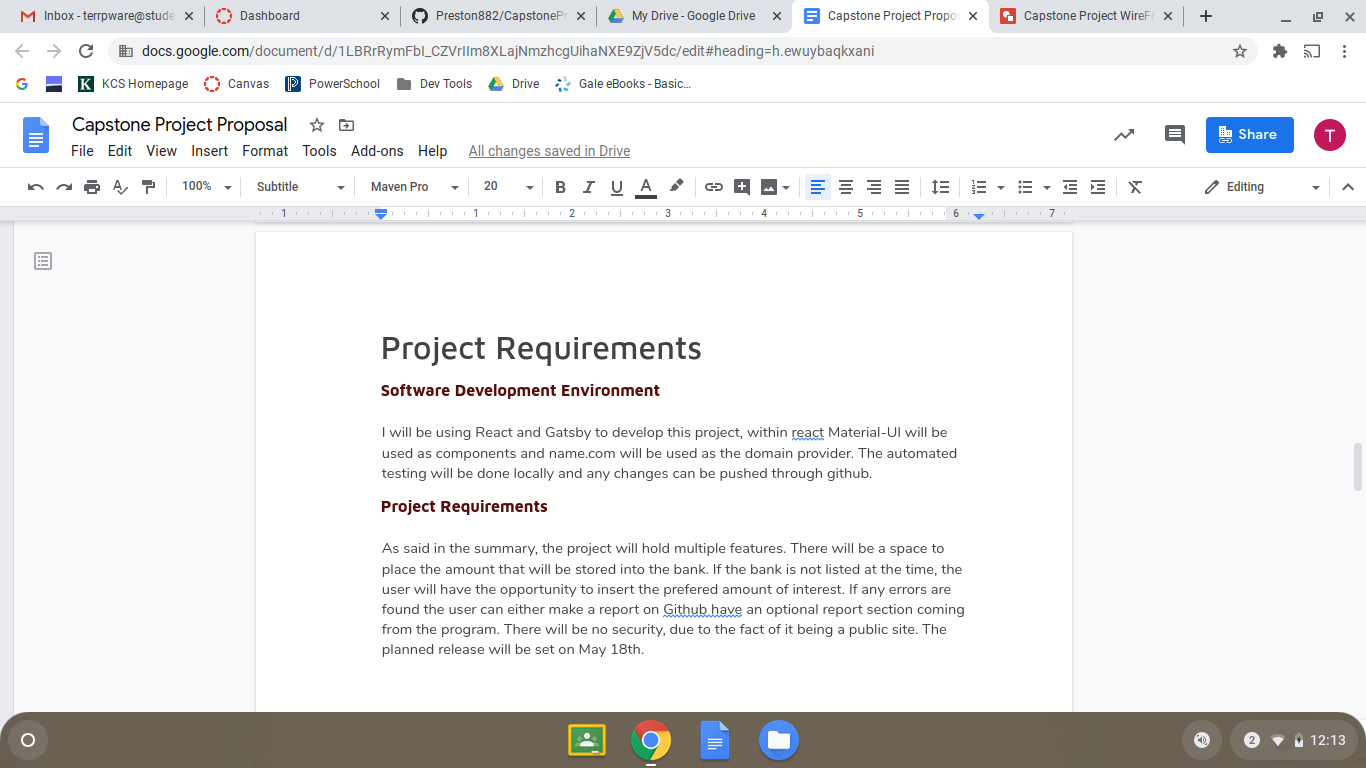 Inbox - terrpware@stude
Dashboard
Preston882/CapstonePr
My Drive - Google Drive
Capstone Project Propos
Capstone Project WireFr
docs.google.com/document/d/1LBRrRymFbI_CZVrIIm8XLajNmzhcgUihaNXE9ZjV5dc/edit#heading=h.ewuybaqkxani
G
K KCS Homepage
Canvas
PowerSchool
Dev Tools
Drive
Gale eBooks - Basic...
Capstone Project Proposal
Share
T
File Edit View Insert Format Tools Add-ons Help All changes saved in Drive
100% Subtitle Maven Pro 20 B I U A Editing
1 1 2 3 4 5 6 7
Project Requirements
Software Development Environment
I will be using React and Gatsby to develop this project, within react Material-UI will be
used as components and name.com will be used as the domain provider. The automated
testing will be done locally and any changes can be pushed through github.
Project Requirements
As said in the summary, the project will hold multiple features. There will be a space to
place the amount that will be stored into the bank. If the bank is not listed at the time, the
user will have the opportunity to insert the prefered amount of interest. If any errors are
found the user can either make a report on Github have an optional report section coming
from the program. There will be no security, due to the fact of it being a public site. The
planned release will be set on May 18th.
2 12:13